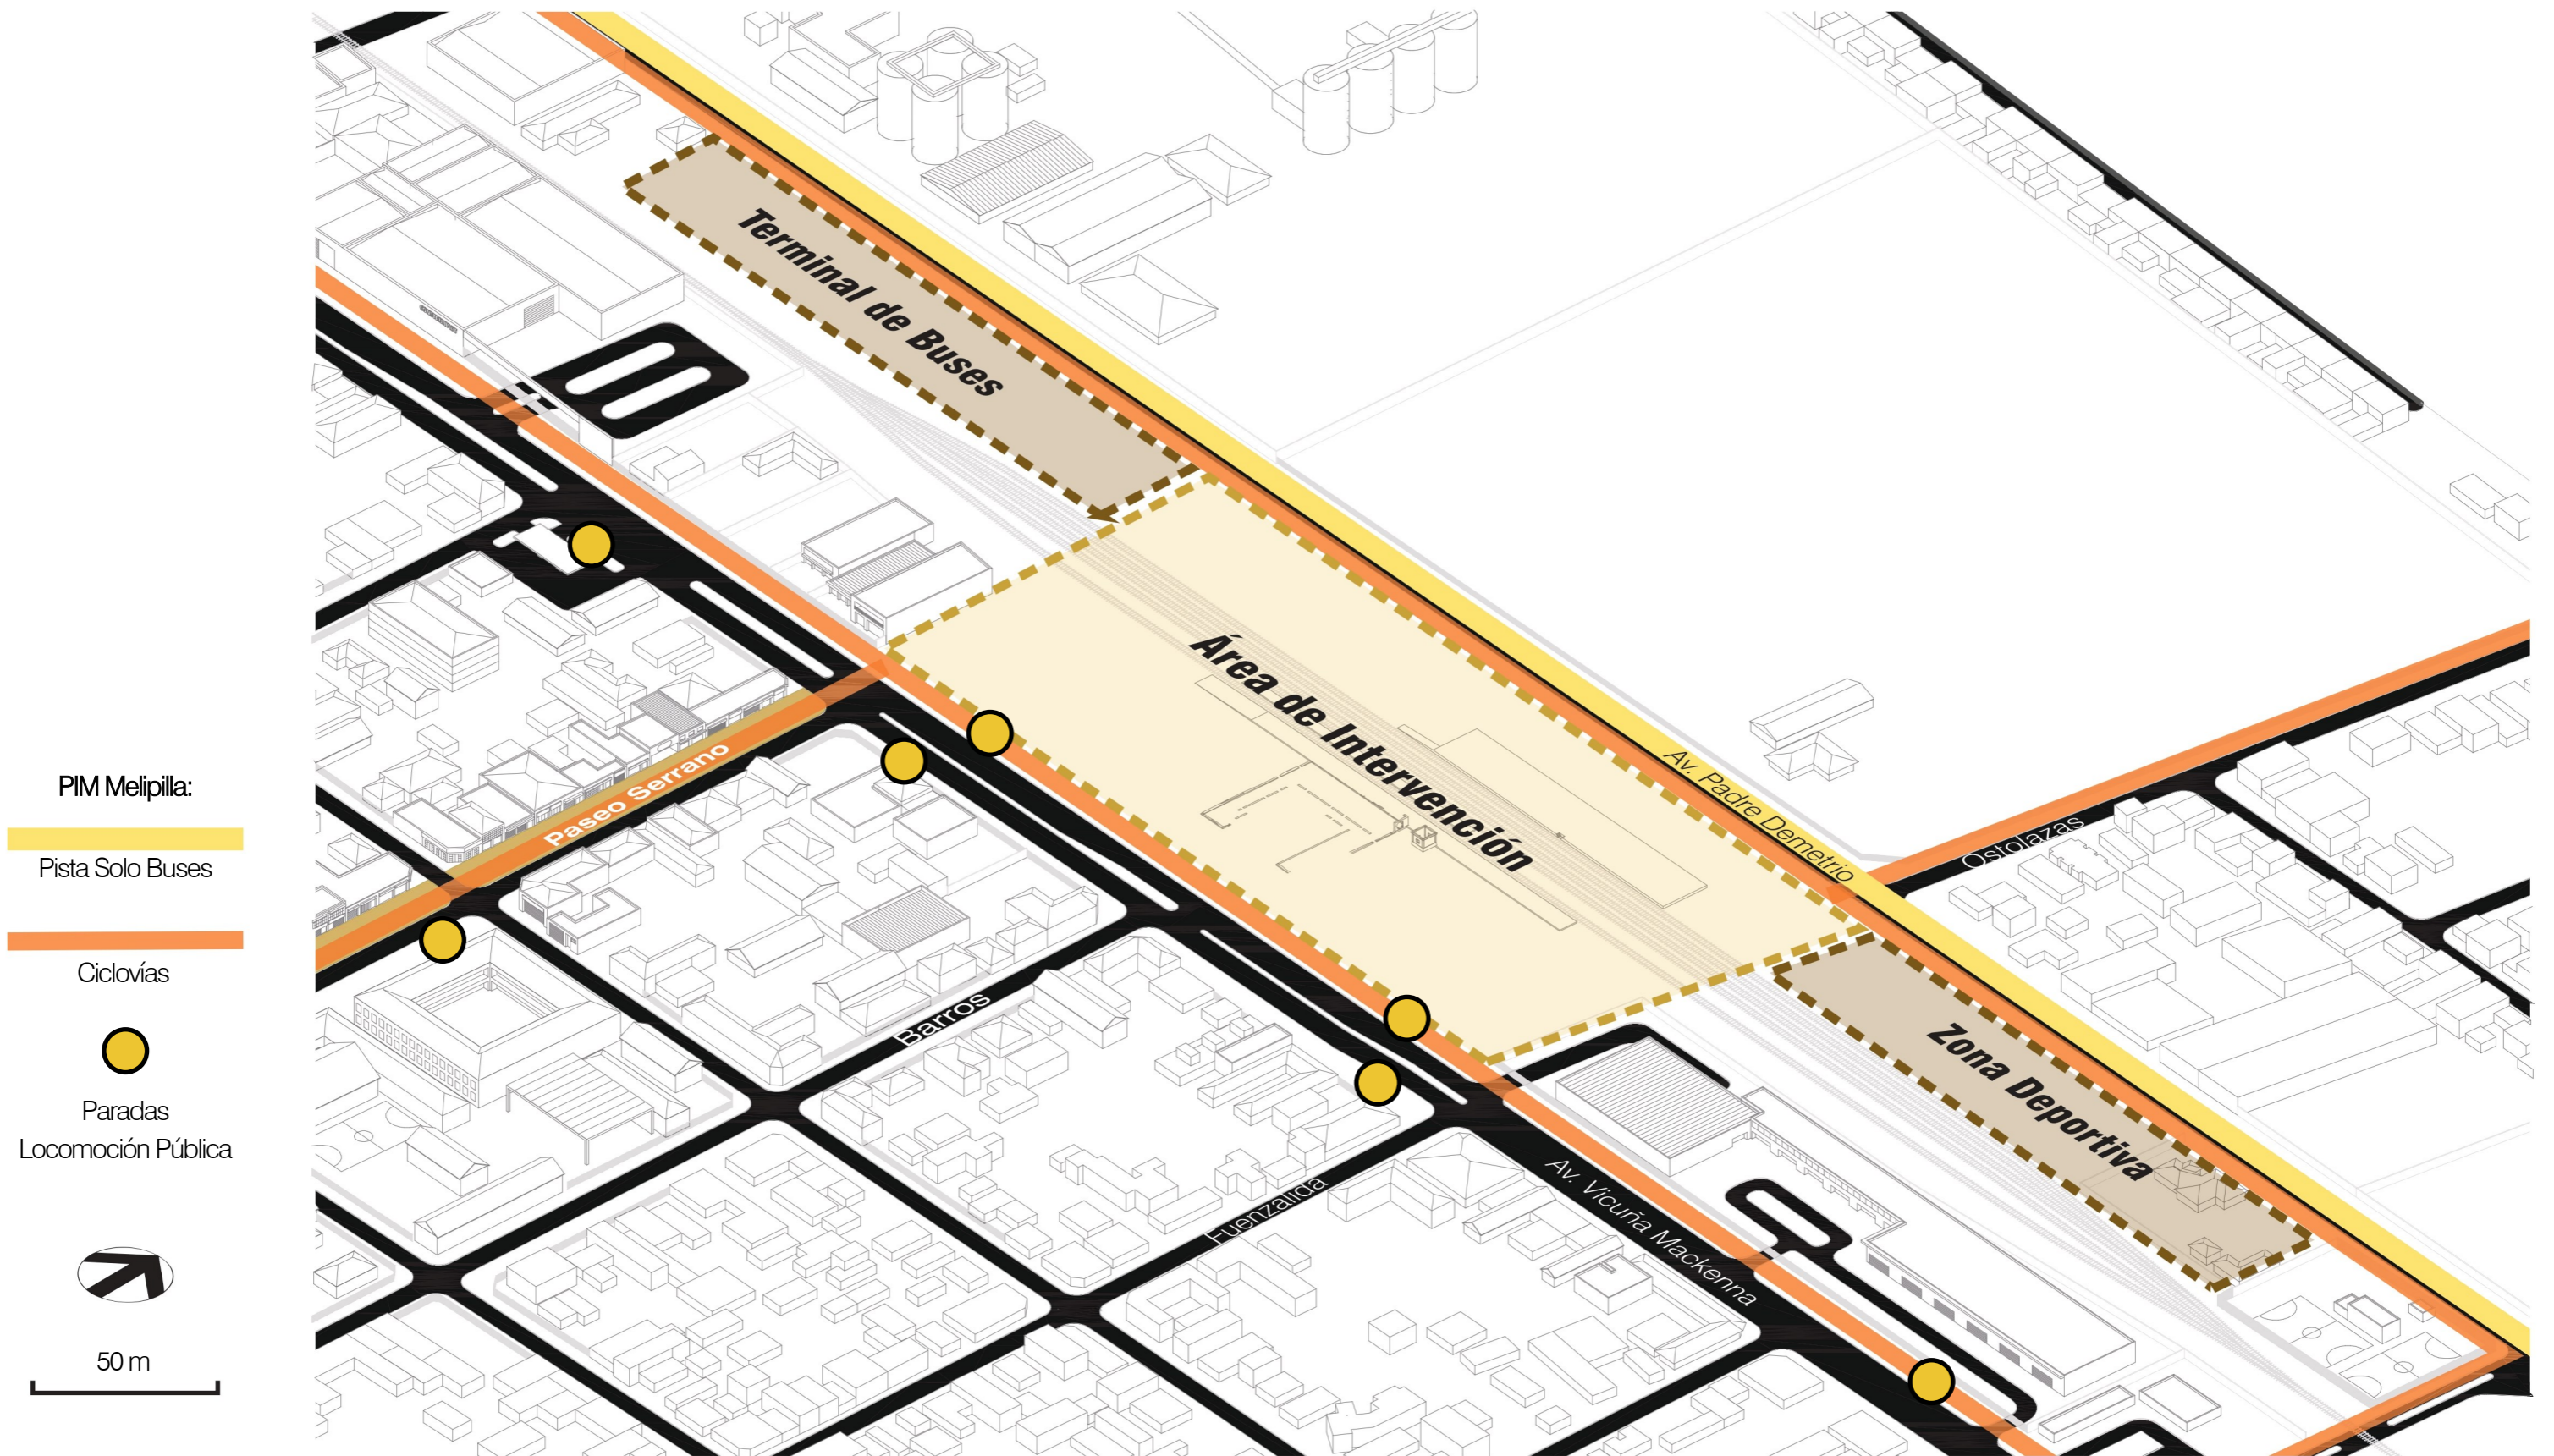 PIM Melipilla:
Pista Solo Buses
Ciclovías
Paradas
Locomoción Pública
50 m
Terminal de Buses
Área de Intervención
Zona Deportiva
Paseo Serrano
Av. Padre Demetrio
Ostolazas
Barros
Fuenzalida
Av. Vicuña Mackenna